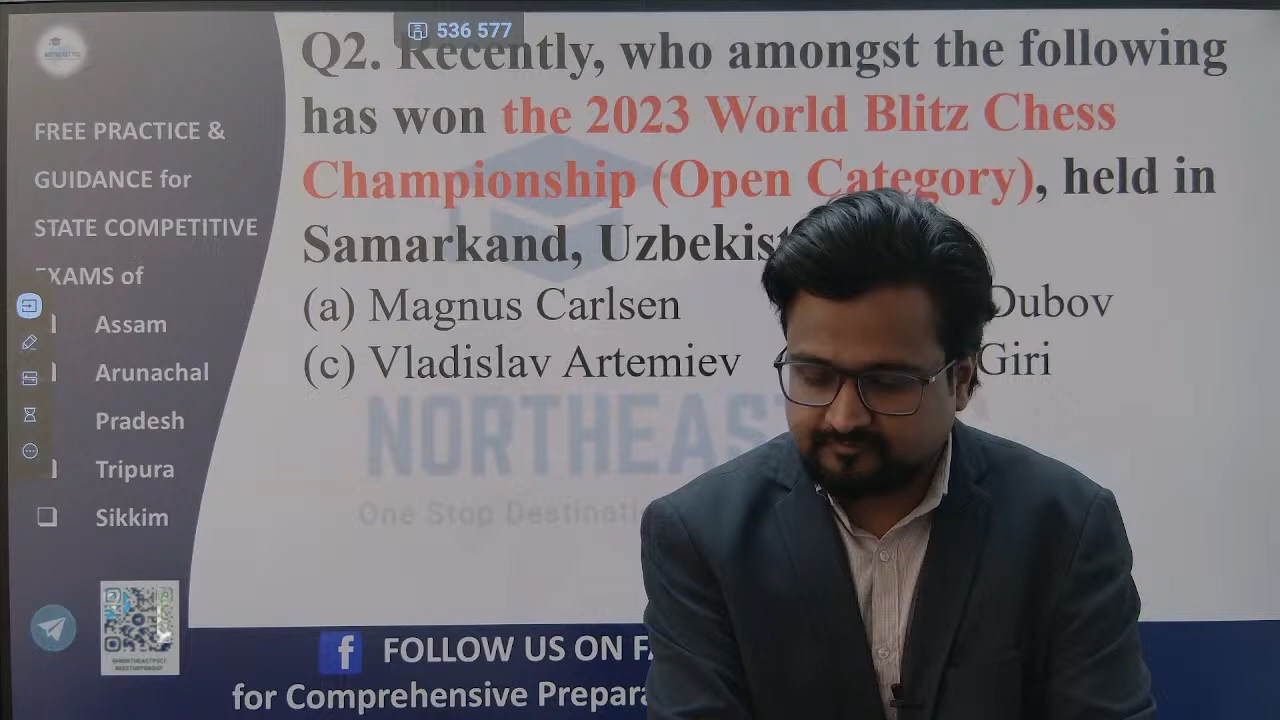 536 577
Q2. Recently, who amongst the following
has won the 2023 World Blitz Chess
Championship (Open Category), held in
Samarkand, Uzbekist
(a) Magnus Carlsen Dubov
(c) Vladislav Artemiev Giri
NORTHEAST
One Stop Destinati
FREE PRACTICE &
GUIDANCE for
STATE COMPETITIVE
EXAMS of
Assam
Arunachal
Pradesh
Tripura
Sikkim
@NORTHEASTPSC1
FOLLOW US ON FA
for Comprehensive Prepara